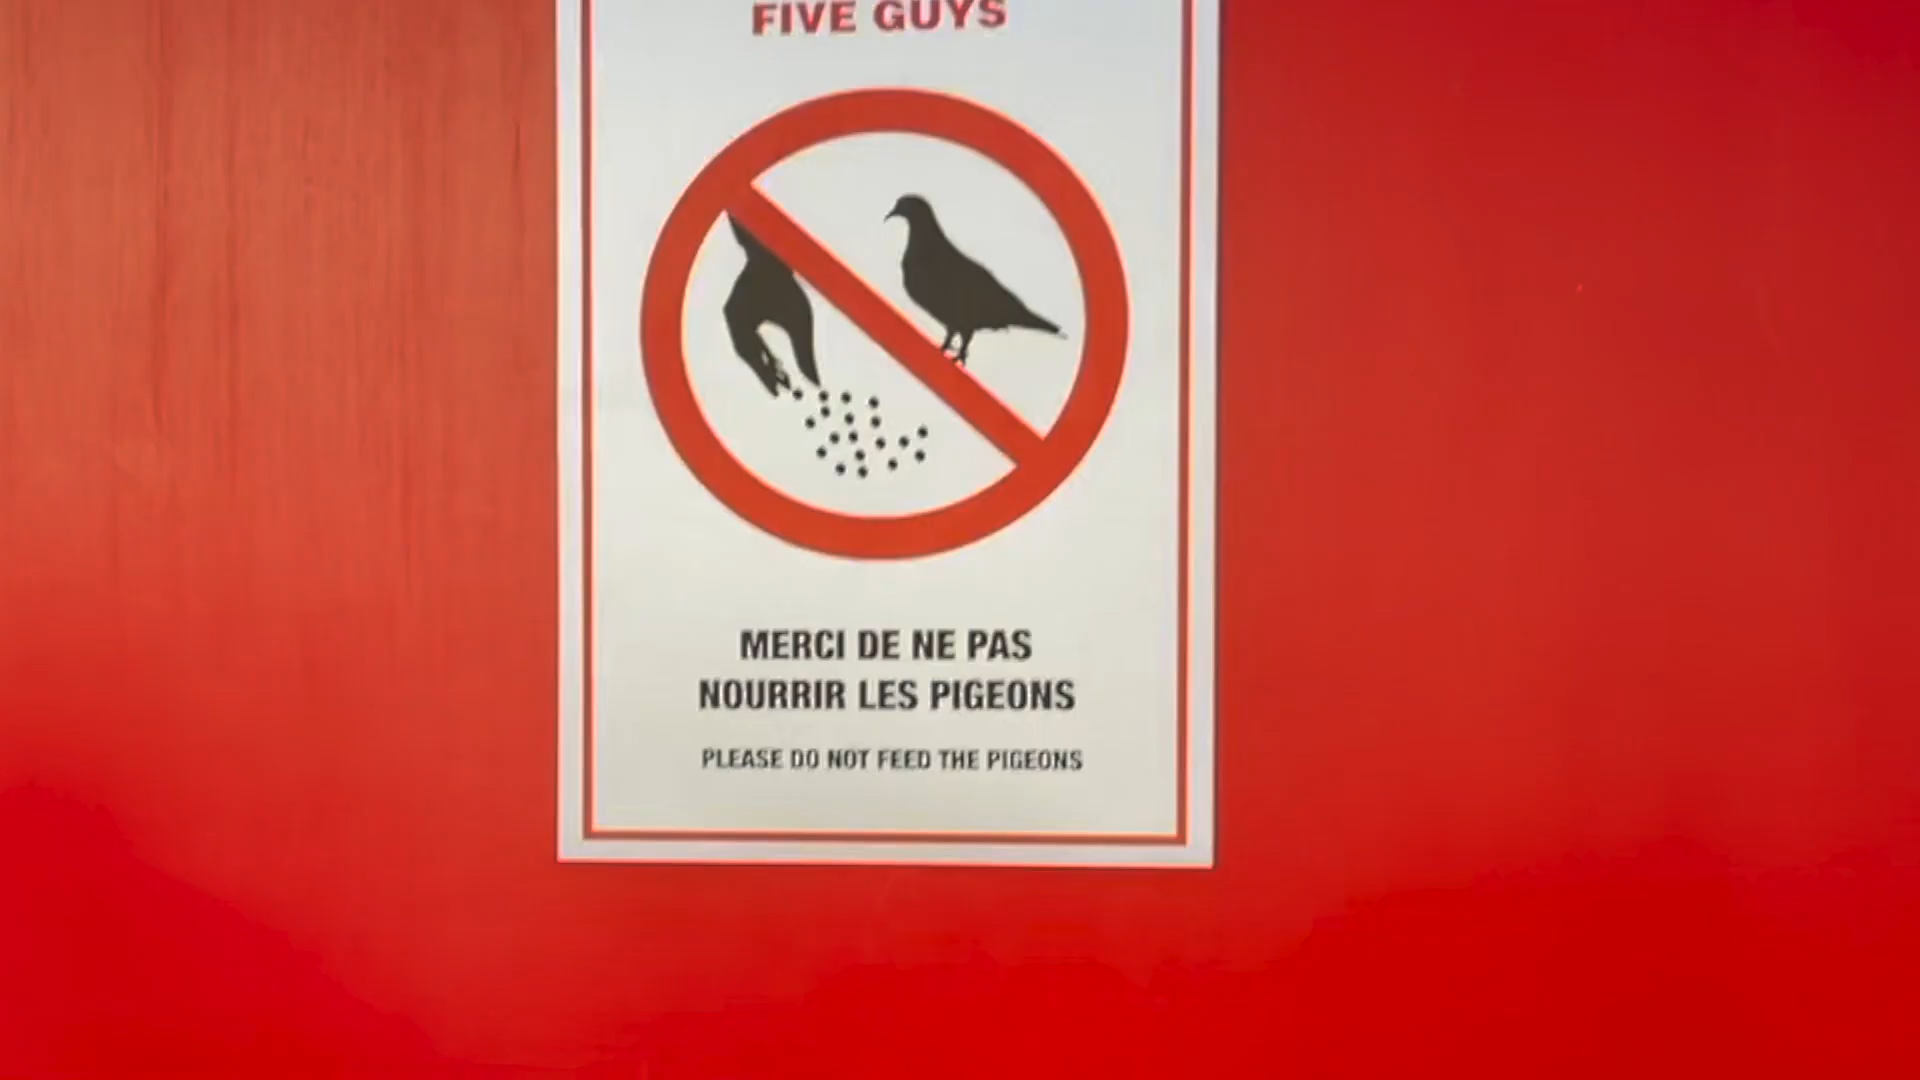 FIVE GUYS
MERCI DE NE PAS
NOURRIR LES PIGEONS
PLEASE DO NOT FEED THE PIGEONS